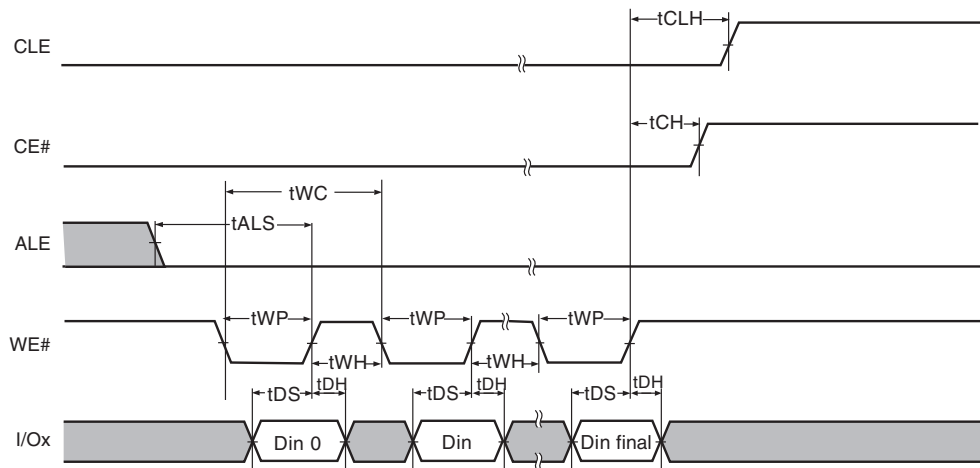 tCLH
CLE
tCH
CE#
tWC
tALS
ALE
tWP tWP tWP
WE#
tWH tWH
tDS tDH tDS tDH tDS tDH
I/Ox Din 0 Din Din final